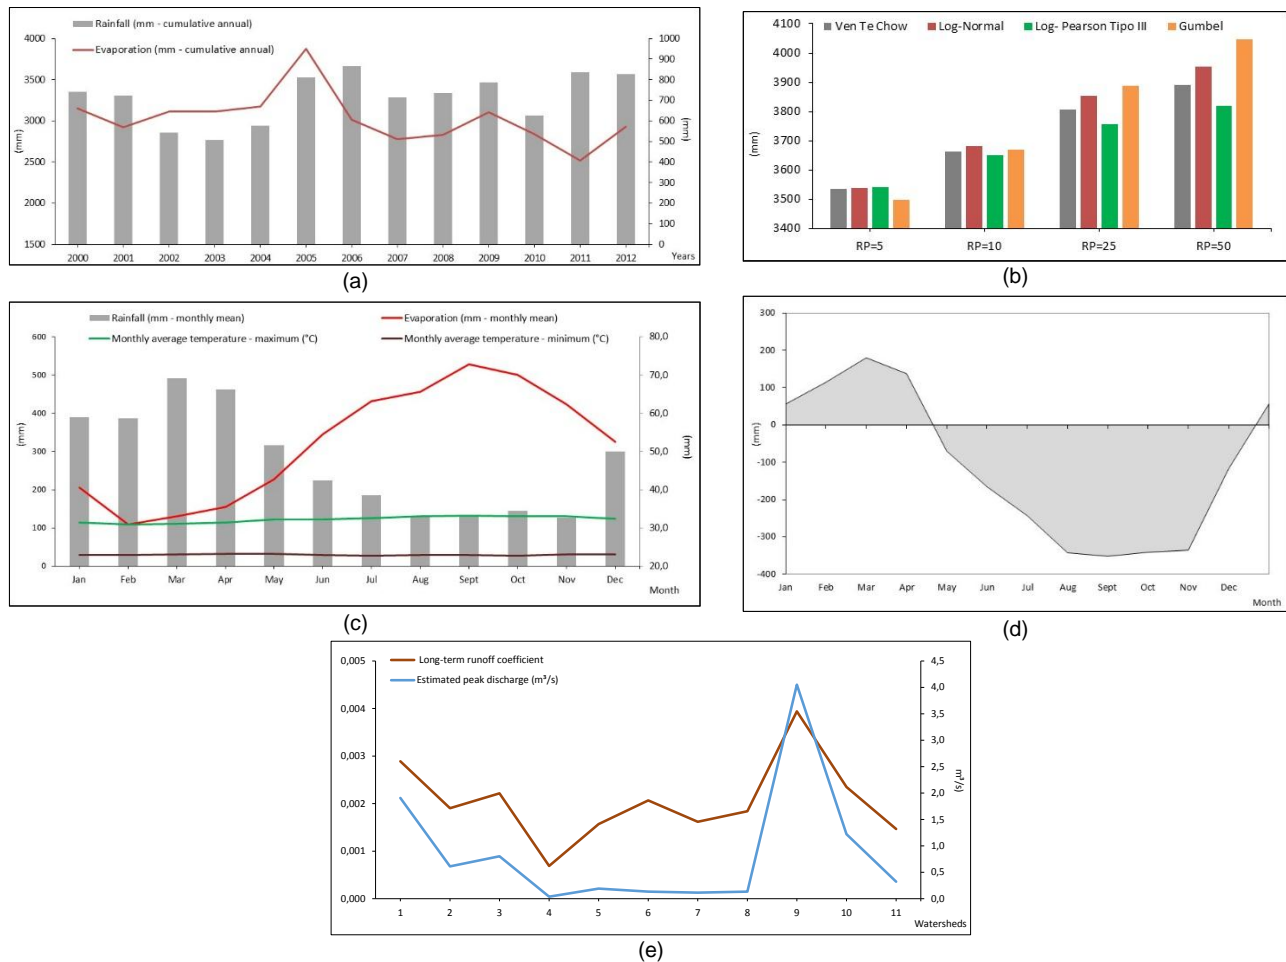 Rainfall (mm - cumulative annual)
Evaporation (mm - cumulative annual)
4000
3500
3000
2500
2000
1500
(mm)
1000
900
800
700
600
500
400
300
200
100
0
(mm)
2000 2001 2002 2003 2004 2005 2006 2007 2008 2009 2010 2011 2012 Years
(a)
Ven Te Chow Log-Normal Log- Pearson Tipo III Gumbel
4100
4000
3900
3800
3700
3600
3500
3400
(mm)
RP=5 RP=10 RP=25 RP=50
(b)
Rainfall (mm - monthly mean) Evaporation (mm - monthly mean)
Monthly average temperature - maximum (°C) Monthly average temperature - minimum (°C)
600
500
400
300
200
100
0
(mm)
80,0
70,0
60,0
50,0
40,0
30,0
20,0
(mm)
Jan Feb Mar Apr May Jun Jul Aug Sept Oct Nov Dec
Month
(c)
300
200
100
0
-100
-200
-300
-400
(mm)
Jan Feb Mar Apr May Jun Jul Aug Sept Oct Nov Dec
Month
(d)
Long-term runoff coefficient
Estimated peak discharge (m³/s)
0,005
0,004
0,003
0,002
0,001
0,000
4,5
4,0
3,5
3,0
2,5
2,0
1,5
1,0
0,5
0,0
m³/s)
1 2 3 4 5 6 7 8 9 10 11
Watersheds
(e)